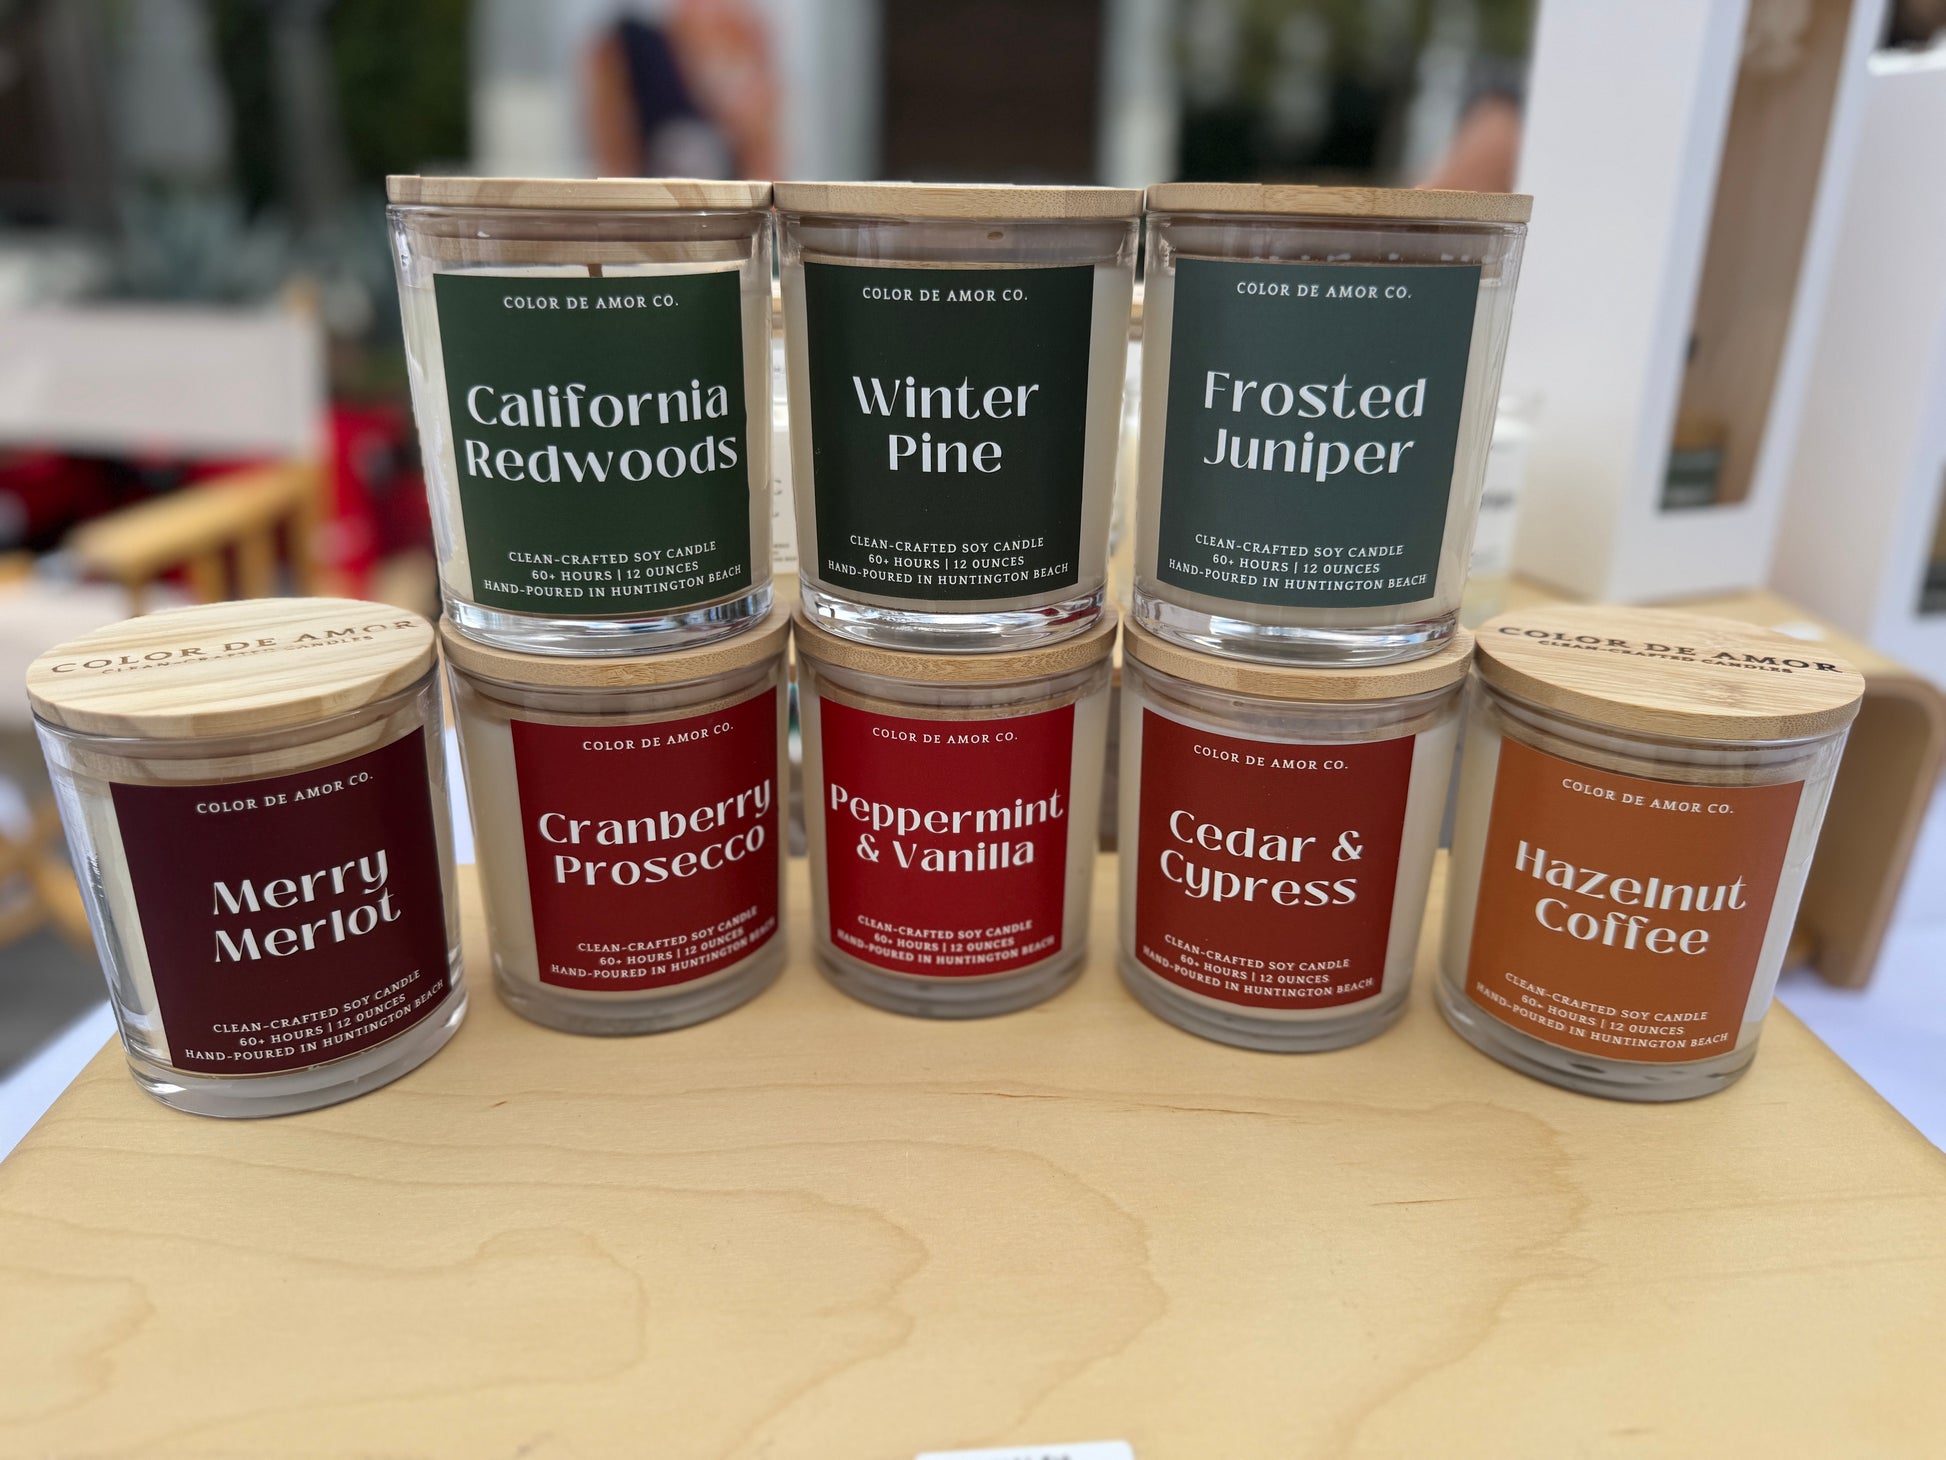 COLOR DE AMOR CO.
California
Redwoods
CLEAN-CRAFTED SOY CANDLE
60+ HOURS | 12 OUNCES
HAND-POURED IN HUNTINGTON BEACH
COLOR DE AMOR CO.
Winter
Pine
CLEAN-CRAFTED SOY CANDLE
60+ HOURS | 12 OUNCES
HAND-POURED IN HUNTINGTON BEACH
COLOR DE AMOR CO.
Frosted
Juniper
CLEAN-CRAFTED SOY CANDLE
60+ HOURS | 12 OUNCES
HAND-POURED IN HUNTINGTON BEACH
COLOR DE AMOR
CLEAN-CRAFTED CANDLES
COLOR DE AMOR CO.
Merry
Merlot
CLEAN-CRAFTED SOY CANDLE
60+ HOURS | 12 OUNCES
HAND-POURED IN HUNTINGTON BEACH
COLOR DE AMOR CO.
Cranberry
Prosecco
CLEAN-CRAFTED SOY CANDLE
60+ HOURS | 12 OUNCES
HAND-POURED IN HUNTINGTON BEACH
COLOR DE AMOR CO.
Peppermint
& Vanilla
CLEAN-CRAFTED SOY CANDLE
60+ HOURS | 12 OUNCES
HAND-POURED IN HUNTINGTON BEACH
COLOR DE AMOR CO.
Cedar &
Cypress
CLEAN-CRAFTED SOY CANDLE
60+ HOURS | 12 OUNCES
HAND-POURED IN HUNTINGTON BEACH
COLOR DE AMOR
CLEAN-CRAFTED CANDLES
COLOR DE AMOR CO.
Hazelnut
Coffee
CLEAN-CRAFTED SOY CANDLE
60+ HOURS | 12 OUNCES
HAND-POURED IN HUNTINGTON BEACH